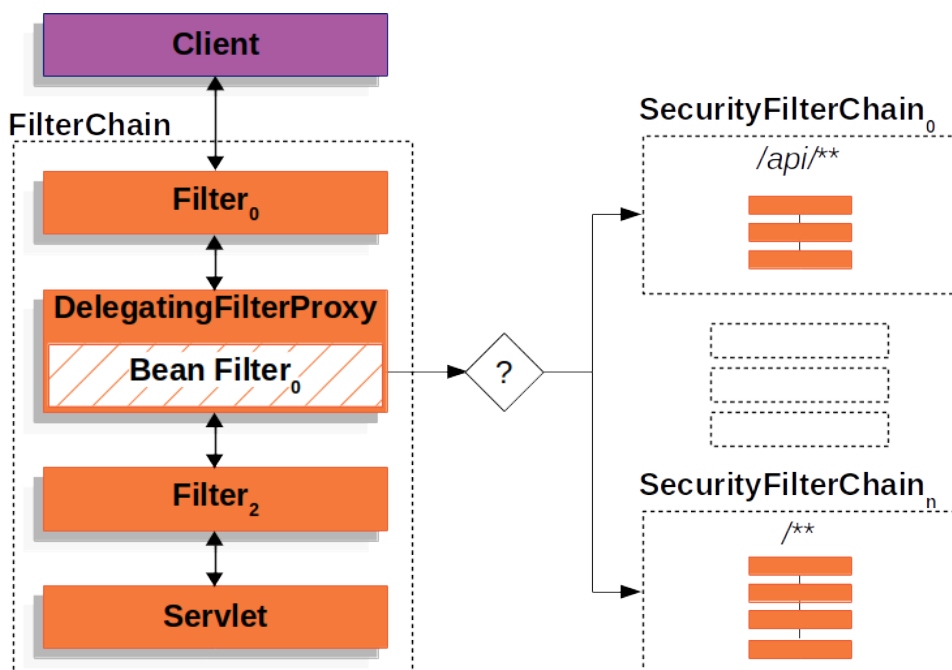 Client
FilterChain
Filter0
DelegatingFilterProxy
Bean Filter0
Filter2
Servlet
?
SecurityFilterChain0
/api/**
SecurityFilterChainn
/**